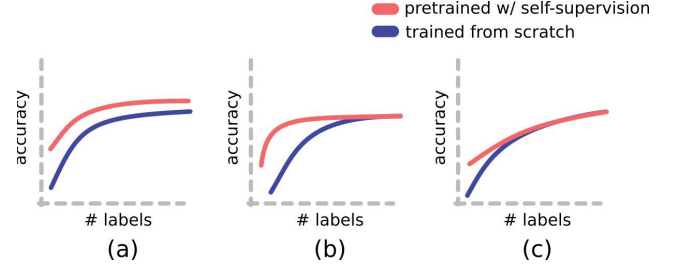 pretrained w/ self-supervision
trained from scratch
accuracy
accuracy
accuracy
# labels
# labels
# labels
(a)
(b)
(c)